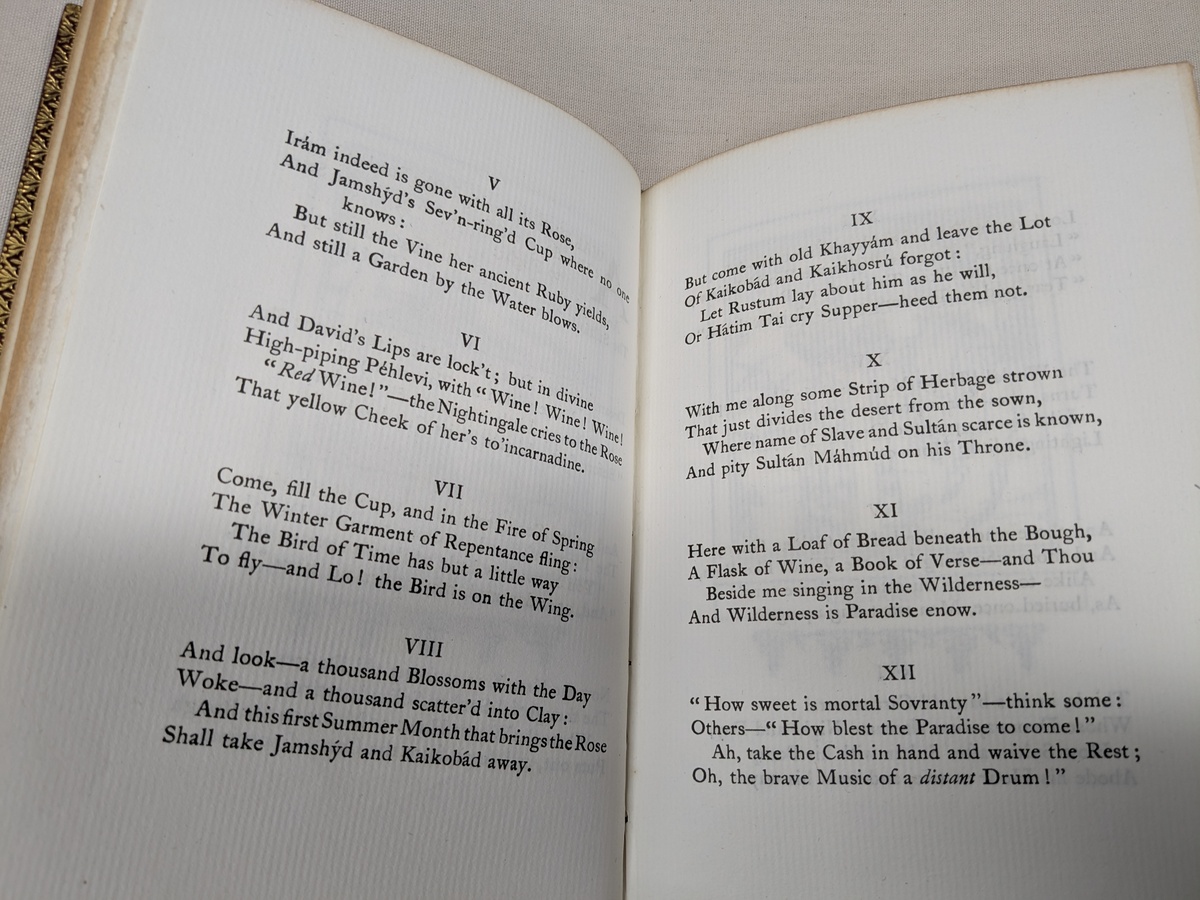 V
Irám indeed is gone with all its Rose,
And Jamshýd's Sev'n-ring'd Cup where no one
knows:
But still the Vine her ancient Ruby yields,
And still a Garden by the Water blows.
VI
And David's Lips are lock't; but in divine
High-piping Péhlevi, with "Wine! Wine! Wine!
"Red Wine!"—the Nightingale cries to the Rose
That yellow Cheek of her's to'incarnadine.
VII
Come, fill the Cup, and in the Fire of Spring
The Winter Garment of Repentance fling:
The Bird of Time has but a little way
To fly—and Lo! the Bird is on the Wing.
VIII
And look—a thousand Blossoms with the Day
Woke—and a thousand scatter'd into Clay:
And this first Summer Month that brings the Rose
Shall take Jamshýd and Kaikobád away.
IX
But come with old Khayyám and leave the Lot
Of Kaikobád and Kaikhosrú forgot:
Let Rustum lay about him as he will,
Or Hátim Tai cry Supper—heed them not.
X
With me along some Strip of Herbage strown
That just divides the desert from the sown,
Where name of Slave and Sultán scarce is known,
And pity Sultán Máhmúd on his Throne.
XI
Here with a Loaf of Bread beneath the Bough,
A Flask of Wine, a Book of Verse—and Thou
Beside me singing in the Wilderness—
And Wilderness is Paradise enow.
XII
"How sweet is mortal Sovranty"—think some:
Others—"How blest the Paradise to come!"
Ah, take the Cash in hand and waive the Rest;
Oh, the brave Music of a distant Drum!"